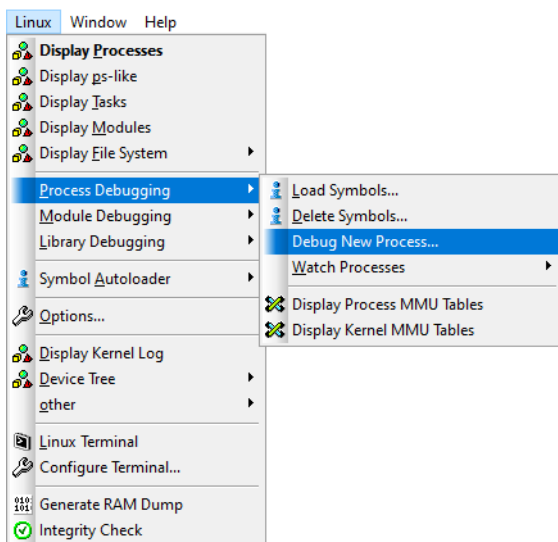 Linux Window Help
Display Processes
Display ps-like
Display Tasks
Display Modules
Display File System
Process Debugging
Module Debugging
Library Debugging
Symbol Autoloader
Options...
Display Kernel Log
Device Tree
other
Linux Terminal
Configure Terminal...
Generate RAM Dump
Integrity Check
Load Symbols...
Delete Symbols...
Debug New Process...
Watch Processes
Display Process MMU Tables
Display Kernel MMU Tables